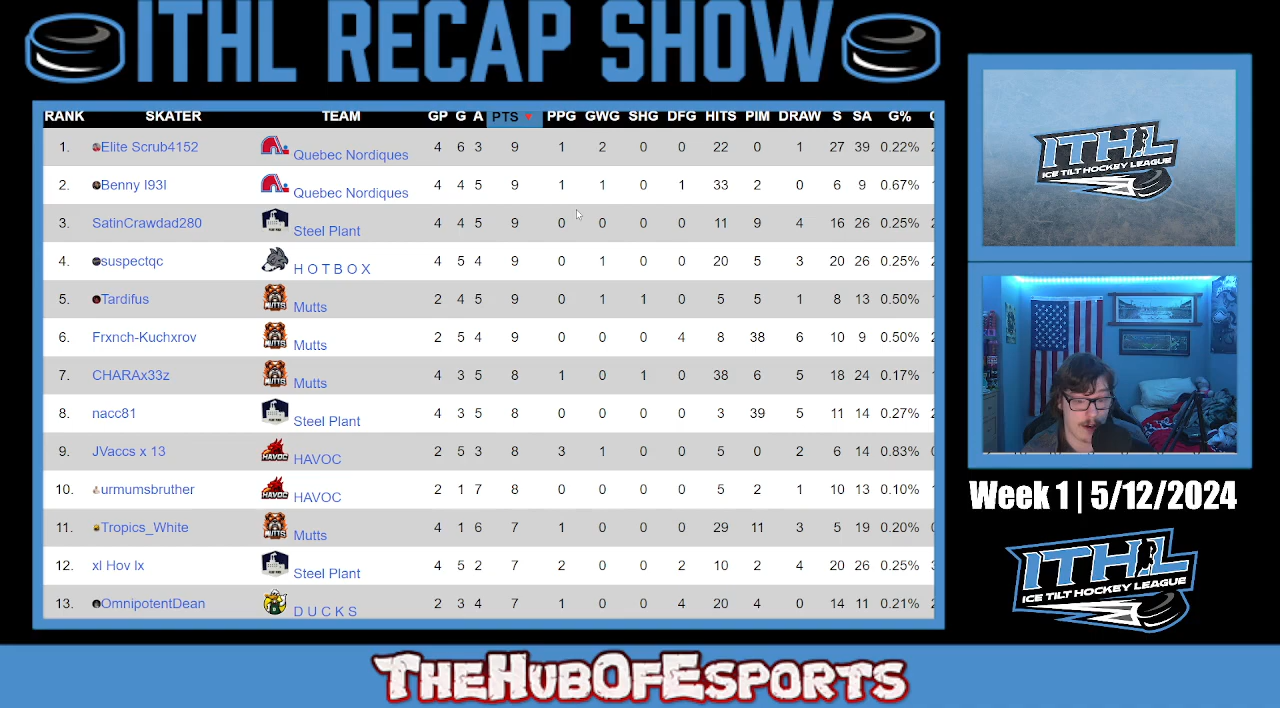 ITHL RECAP SHOW
RANK SKATER TEAM GP G A PTS ▼ PPG GWG SHG DFG HITS PIM DRAW S SA G%
1. Elite Scrub4152 Quebec Nordiques 4 6 3 9 1 2 0 0 22 0 1 27 39 0.22%
2. Benny I93I Quebec Nordiques 4 4 5 9 1 1 0 1 33 2 0 6 9 0.67%
3. SatinCrawdad280 Steel Plant 4 4 5 9 0 0 0 0 11 9 4 16 26 0.25%
4. suspectqc H O T B O X 4 5 4 9 0 1 0 0 20 5 3 20 26 0.25%
5. Tardifus Mutts 2 4 5 9 0 1 1 0 5 5 1 8 13 0.50%
6. Frxnch-Kuchxrov Mutts 2 5 4 9 0 0 0 4 8 38 6 10 9 0.50%
7. CHARAx33z Mutts 4 3 5 8 1 0 1 0 38 6 5 18 24 0.17%
8. nacc81 Steel Plant 4 3 5 8 0 0 0 0 3 39 5 11 14 0.27%
9. JVaccs x 13 HAVOC 2 5 3 8 3 1 0 0 5 0 2 6 14 0.83%
10. urmumsbruther HAVOC 2 1 7 8 0 0 0 0 5 2 1 10 13 0.10%
11. Tropics_White Mutts 4 1 6 7 1 0 0 0 29 11 3 5 19 0.20%
12. xl Hov lx Steel Plant 4 5 2 7 2 0 0 2 10 2 4 20 26 0.25%
13. OmnipotentDean D U C K S 2 3 4 7 1 0 0 4 20 4 0 14 11 0.21%
ITHL
ICE TILT HOCKEY LEAGUE
Week 1 | 5/12/2024
ITHL
ICE TILT HOCKEY LEAGUE
THEHUBOFESPORTS